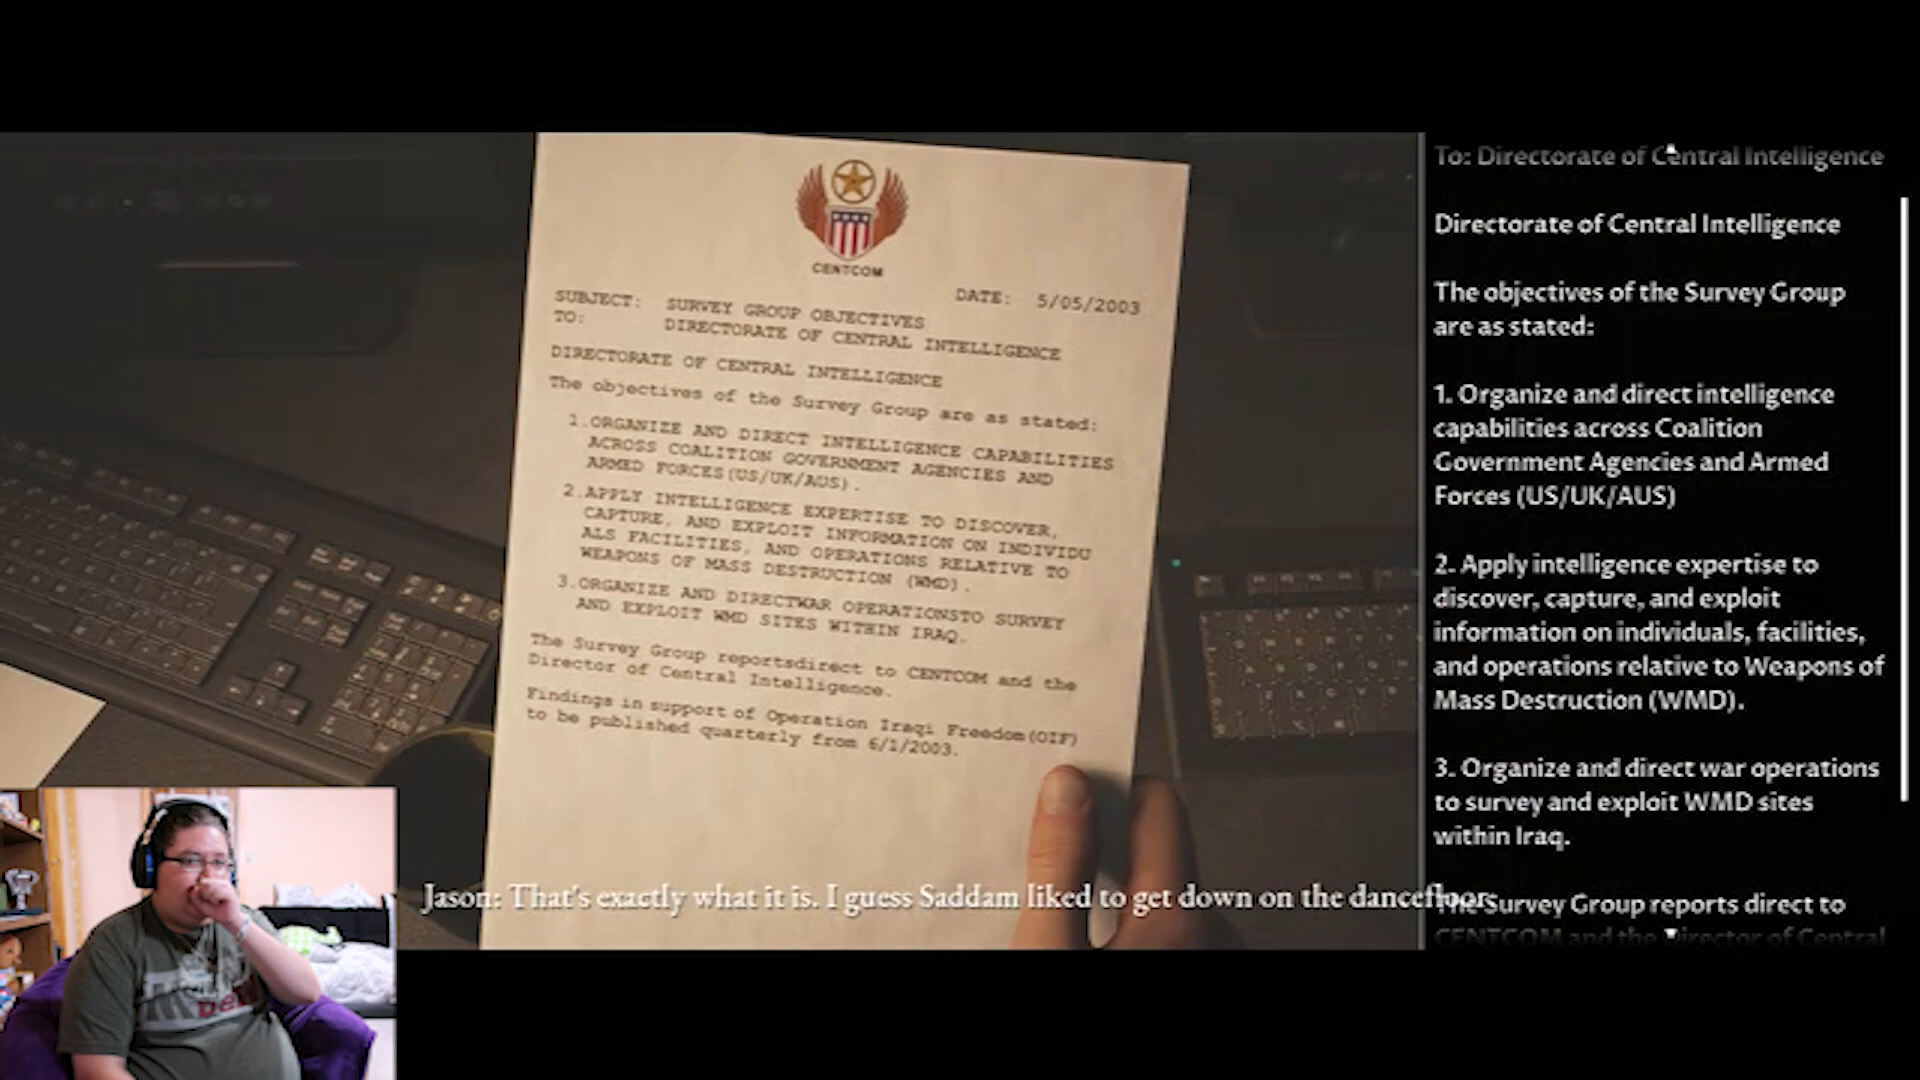 CENTCOM
DATE: 5/05/2003
SUBJECT: SURVEY GROUP OBJECTIVES
TO: DIRECTORATE OF CENTRAL INTELLIGENCE
DIRECTORATE OF CENTRAL INTELLIGENCE
The objectives of the Survey Group are as stated:
1.ORGANIZE AND DIRECT INTELLIGENCE CAPABILITIES
ACROSS COALITION GOVERNMENT AGENCIES AND
ARMED FORCES(US/UK/AUS).
2.APPLY INTELLIGENCE EXPERTISE TO DISCOVER,
CAPTURE, AND EXPLOIT INFORMATION ON INDIVIDU
ALS FACILITIES, AND OPERATIONS RELATIVE TO
WEAPONS OF MASS DESTRUCTION (WMD).
3.ORGANIZE AND DIRECTWAR OPERATIONSTO SURVEY
AND EXPLOIT WMD SITES WITHIN IRAQ.
The Survey Group reportsdirect to CENTCOM and the
Director of Central Intelligence.
Findings in support of Operation Iraqi Freedom(OIF)
to be published quarterly from 6/1/2003.
Jason: That's exactly what it is. I guess Saddam liked to get down on the dancefloor.
To: Directorate of Central Intelligence
Directorate of Central Intelligence
The objectives of the Survey Group
are as stated:
1. Organize and direct intelligence
capabilities across Coalition
Government Agencies and Armed
Forces (US/UK/AUS)
2. Apply intelligence expertise to
discover, capture, and exploit
information on individuals, facilities,
and operations relative to Weapons of
Mass Destruction (WMD).
3. Organize and direct war operations
to survey and exploit WMD sites
within Iraq.
The Survey Group reports direct to
CENTCOM and the Director of Central